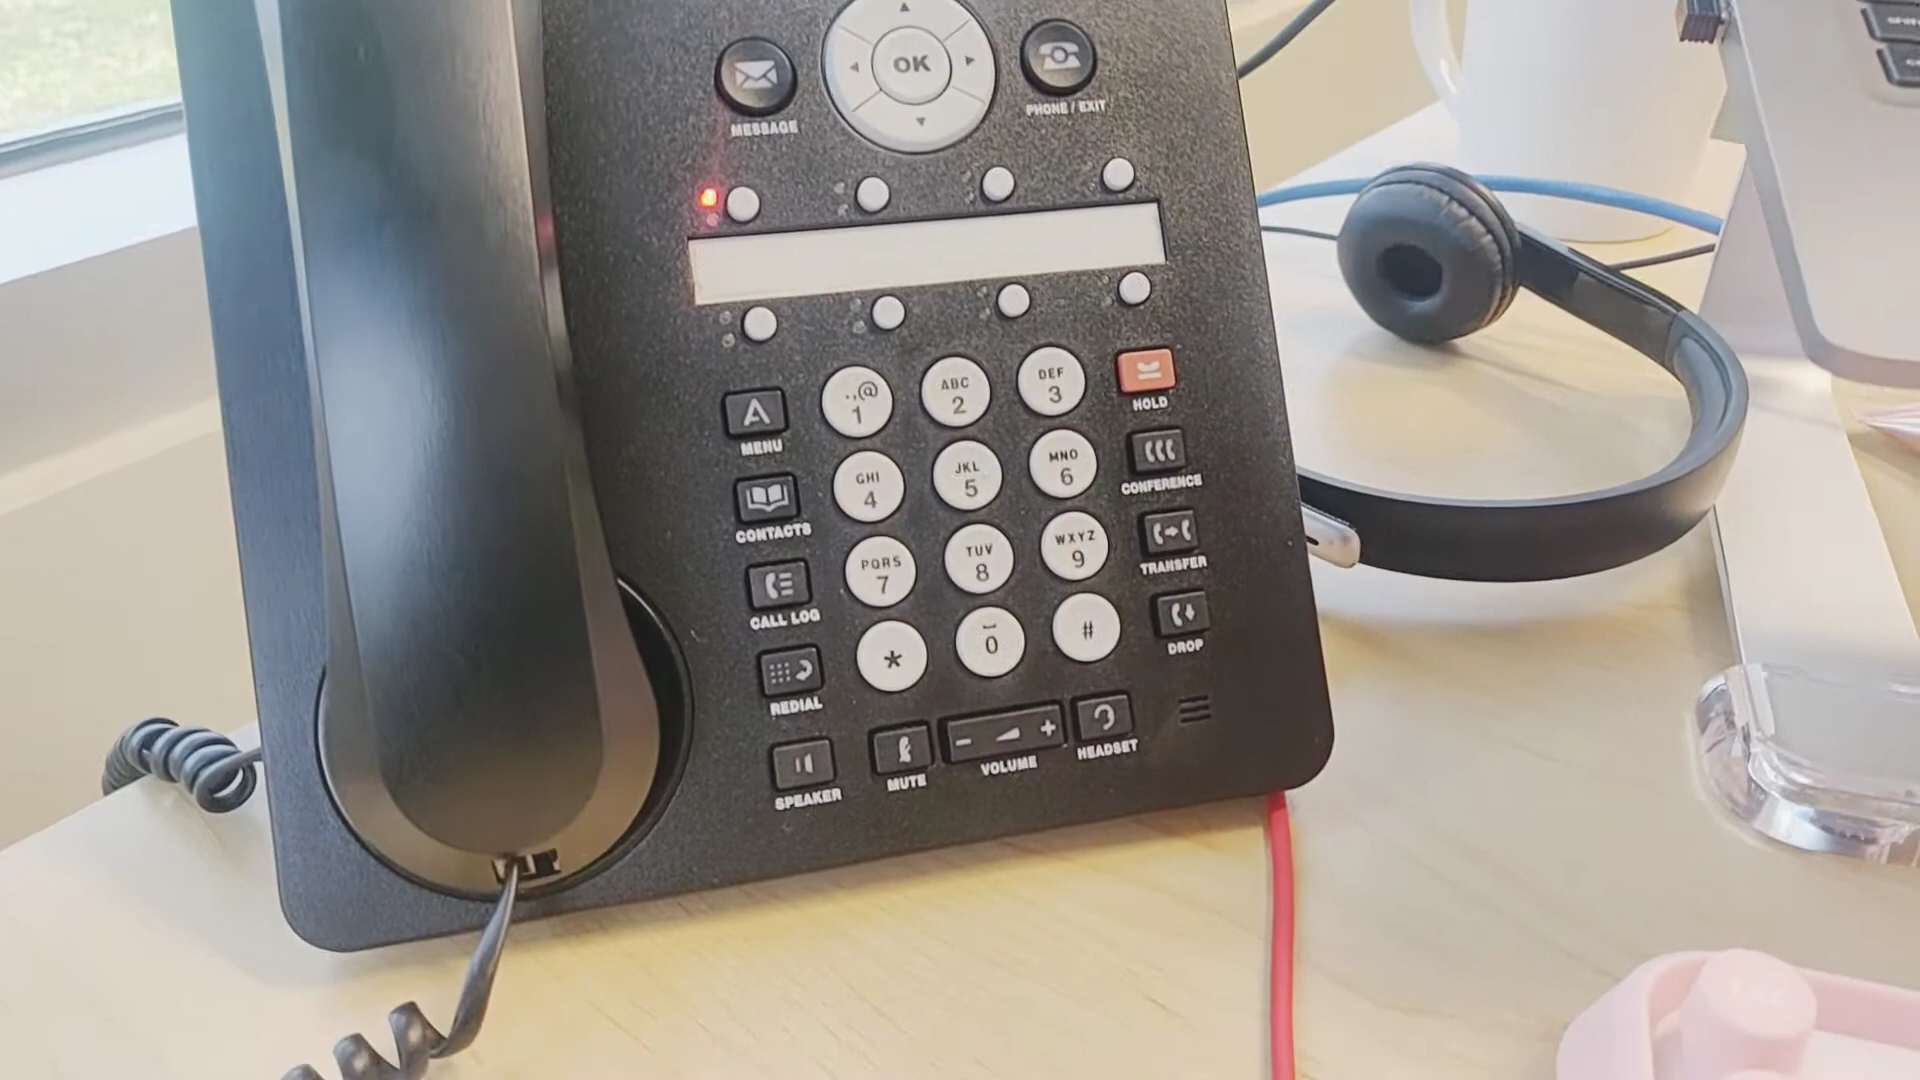 OK
MESSAGE
PHONE / EXIT
.,@
1
ABC
2
DEF
3
HOLD
MENU
GHI
4
JKL
5
MNO
6
CONFERENCE
CONTACTS
PQRS
7
TUV
8
WXYZ
9
TRANSFER
CALL LOG
*
0
#
DROP
REDIAL
- +
SPEAKER
MUTE
VOLUME
HEADSET